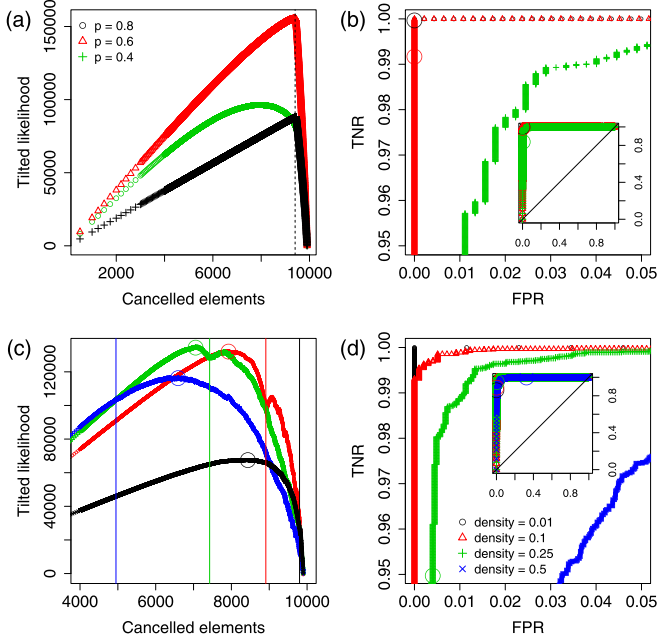 (a)
p = 0.8
p = 0.6
p = 0.4
Tilted likelihood
0
50000
100000
150000
2000
6000
10000
Cancelled elements
(b)
TNR
0.95
0.96
0.97
0.98
0.99
1.00
0.00
0.01
0.02
0.03
0.04
0.05
FPR
0.0
0.4
0.8
0.0
0.4
0.8
(c)
Tilted likelihood
0
20000
40000
60000
80000
120000
4000
6000
8000
10000
Cancelled elements
(d)
TNR
0.95
0.96
0.97
0.98
0.99
1.00
0.00
0.01
0.02
0.03
0.04
0.05
FPR
0.0
0.4
0.8
0.0
0.4
0.8
density = 0.01
density = 0.1
density = 0.25
density = 0.5